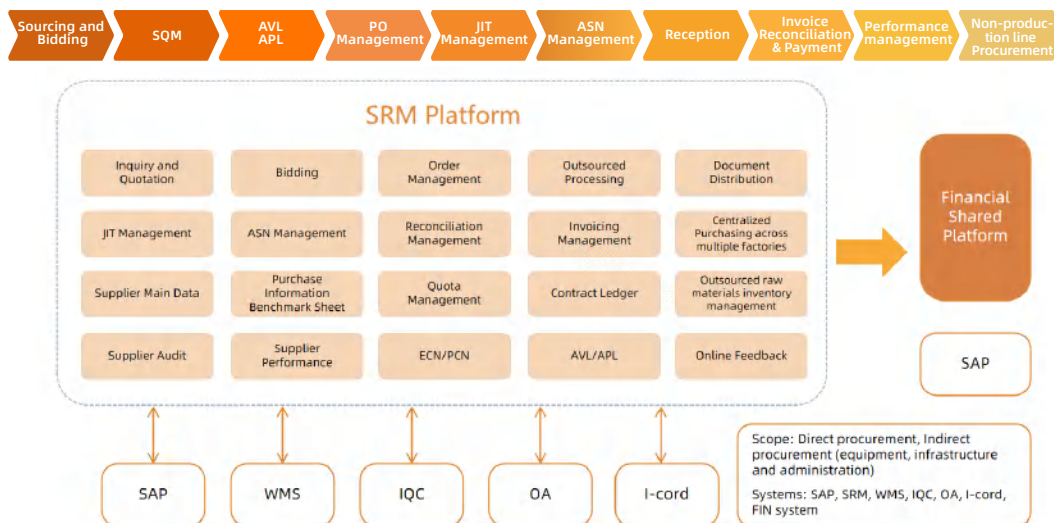 Sourcing and
Bidding
SQM
AVL
APL
PO
Management
JIT
Management
ASN
Management
Reception
Invoice
Reconciliation
& Payment
Performance
management
Non-produc-
tion line
Procurement
SRM Platform
Inquiry and
Quotation
Bidding
Order
Management
Outsourced
Processing
Document
Distribution
JIT Management
ASN Management
Reconciliation
Management
Invoicing
Management
Centralized
Purchasing across
multiple factories
Supplier Main Data
Purchase
Information
Benchmark Sheet
Quota
Management
Contract Ledger
Outsourced raw
materials inventory
management
Supplier Audit
Supplier
Performance
ECN/PCN
AVL/APL
Online Feedback
Financial
Shared
Platform
SAP
SAP
WMS
IQC
OA
I-cord
Scope: Direct procurement, Indirect
procurement (equipment, infrastructure
and administration)
Systems: SAP, SRM, WMS, IQC, OA, I-cord,
FIN system